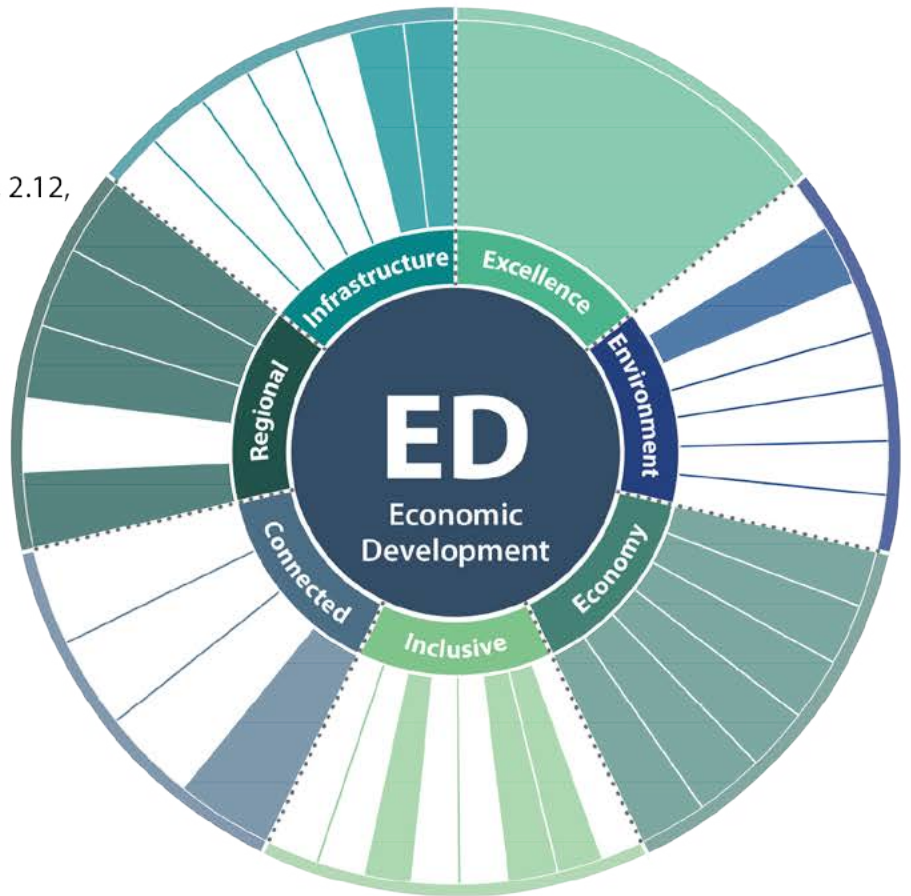 2.12,
Infrastructure
Excellence
Environment
Regional
ED
Economic
Development
Connected
Economy
Inclusive